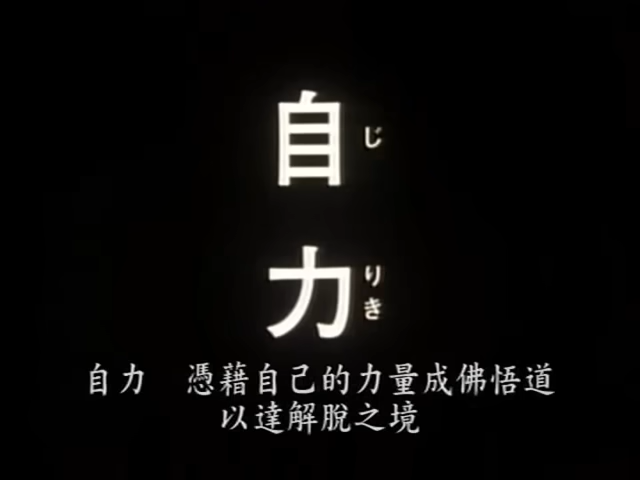 自力
じりき
自力　憑藉自己的力量成佛悟道
以達解脫之境